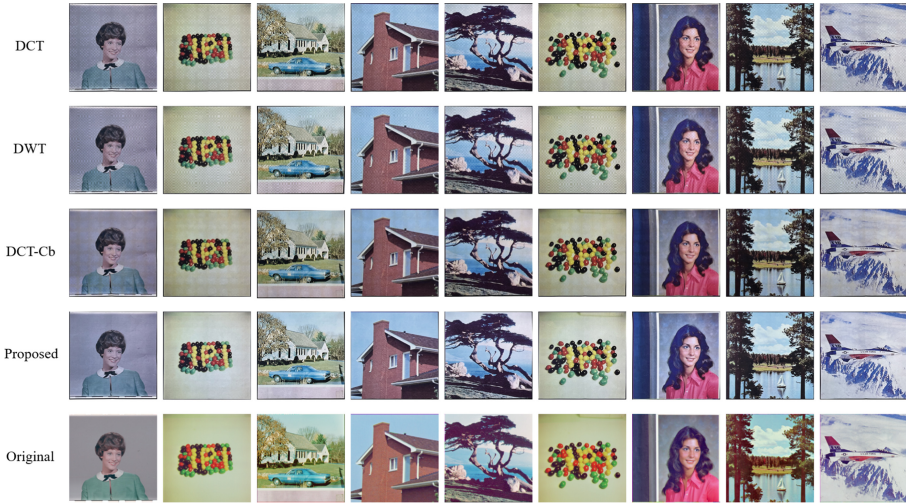 DCT
DWT
DCT-Cb
Proposed
Original